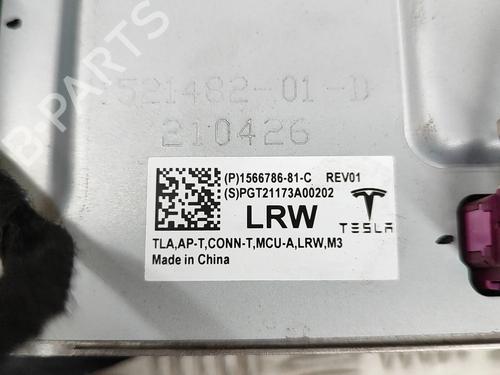 1521482-01-D
210426
(P)1566786-81-C REV01
(S)PGT21173A00202
LRW
TESLA
TLA,AP-T,CONN-T,MCU-A,LRW,M3
Made in China
B-Parts